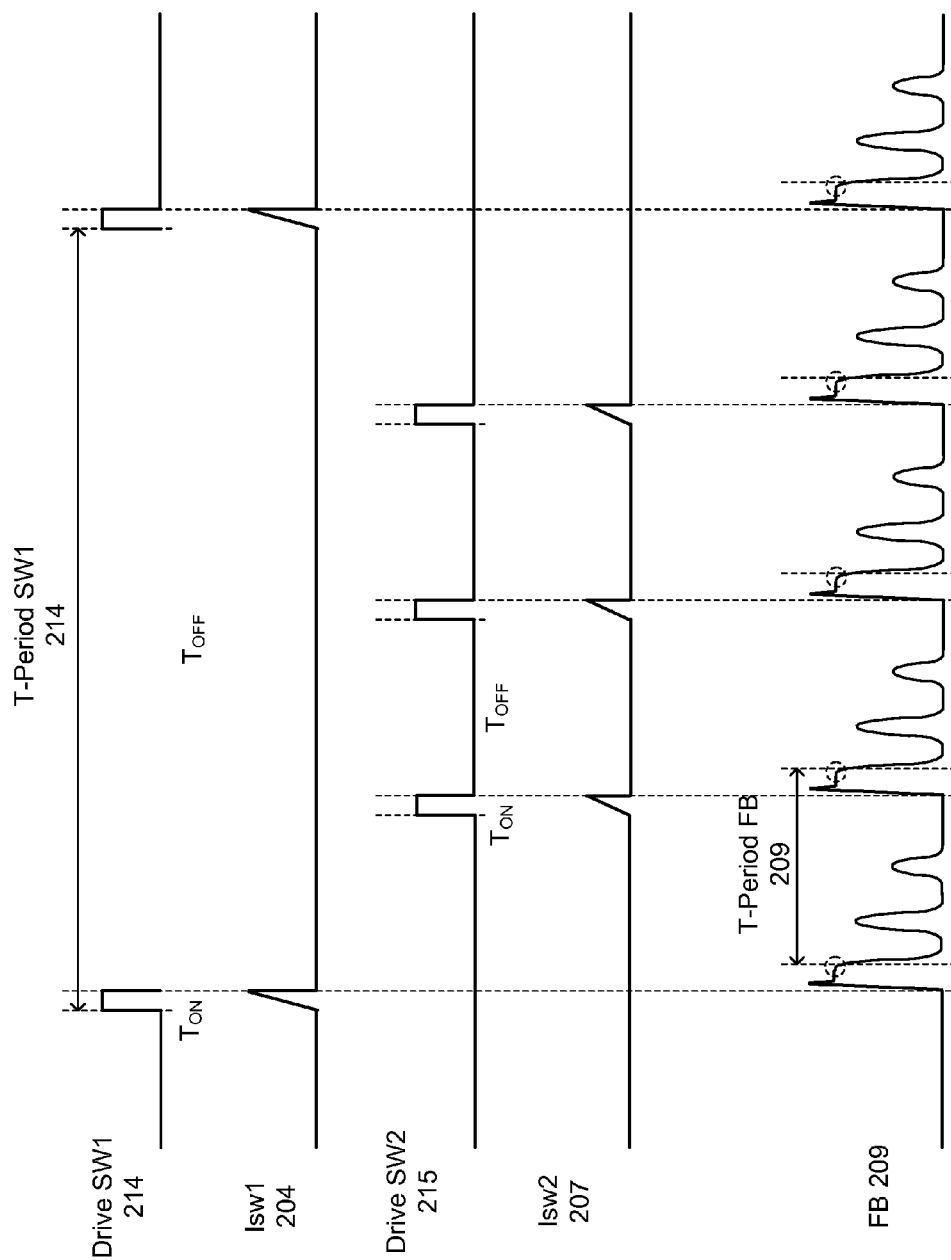 T-Period SW1
214
Drive SW1
214
TON
TOFF
Isw1
204
Drive SW2
215
TON
TOFF
Isw2
207
T-Period FB
209
FB 209